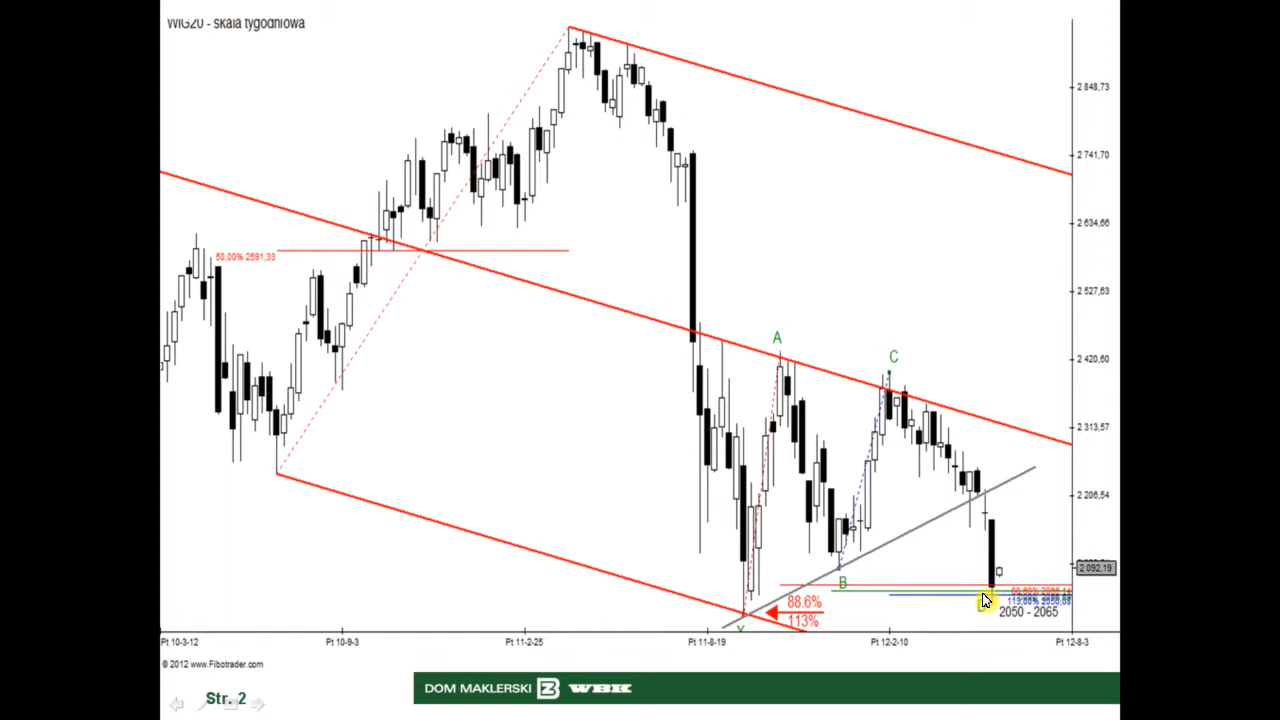 WIG20 - skala tygodniowa
2 848,73
2 741,70
2 634,66
50,00% 2591,33
2 527,63
A
2 420,60
C
2 313,57
2 206,54
2 092,19
B
88.6%
113%
2050 - 2065
X
Pt 10-3-12
Pt 10-9-3
Pt 11-2-25
Pt 11-8-19
Pt 12-2-10
Pt 12-8-3
© 2012 www.Fibotrader.com
Str. 2
DOM MAKLERSKI
WBK